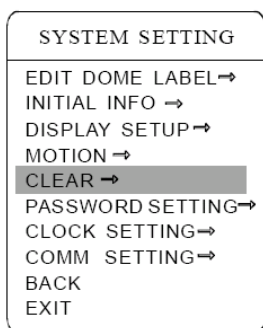 SYSTEM SETTING
EDIT DOME LABEL⇒
INITIAL INFO ⇒
DISPLAY SETUP⇒
MOTION ⇒
CLEAR ⇒
PASSWORD SETTING⇒
CLOCK SETTING⇒
COMM SETTING⇒
BACK
EXIT